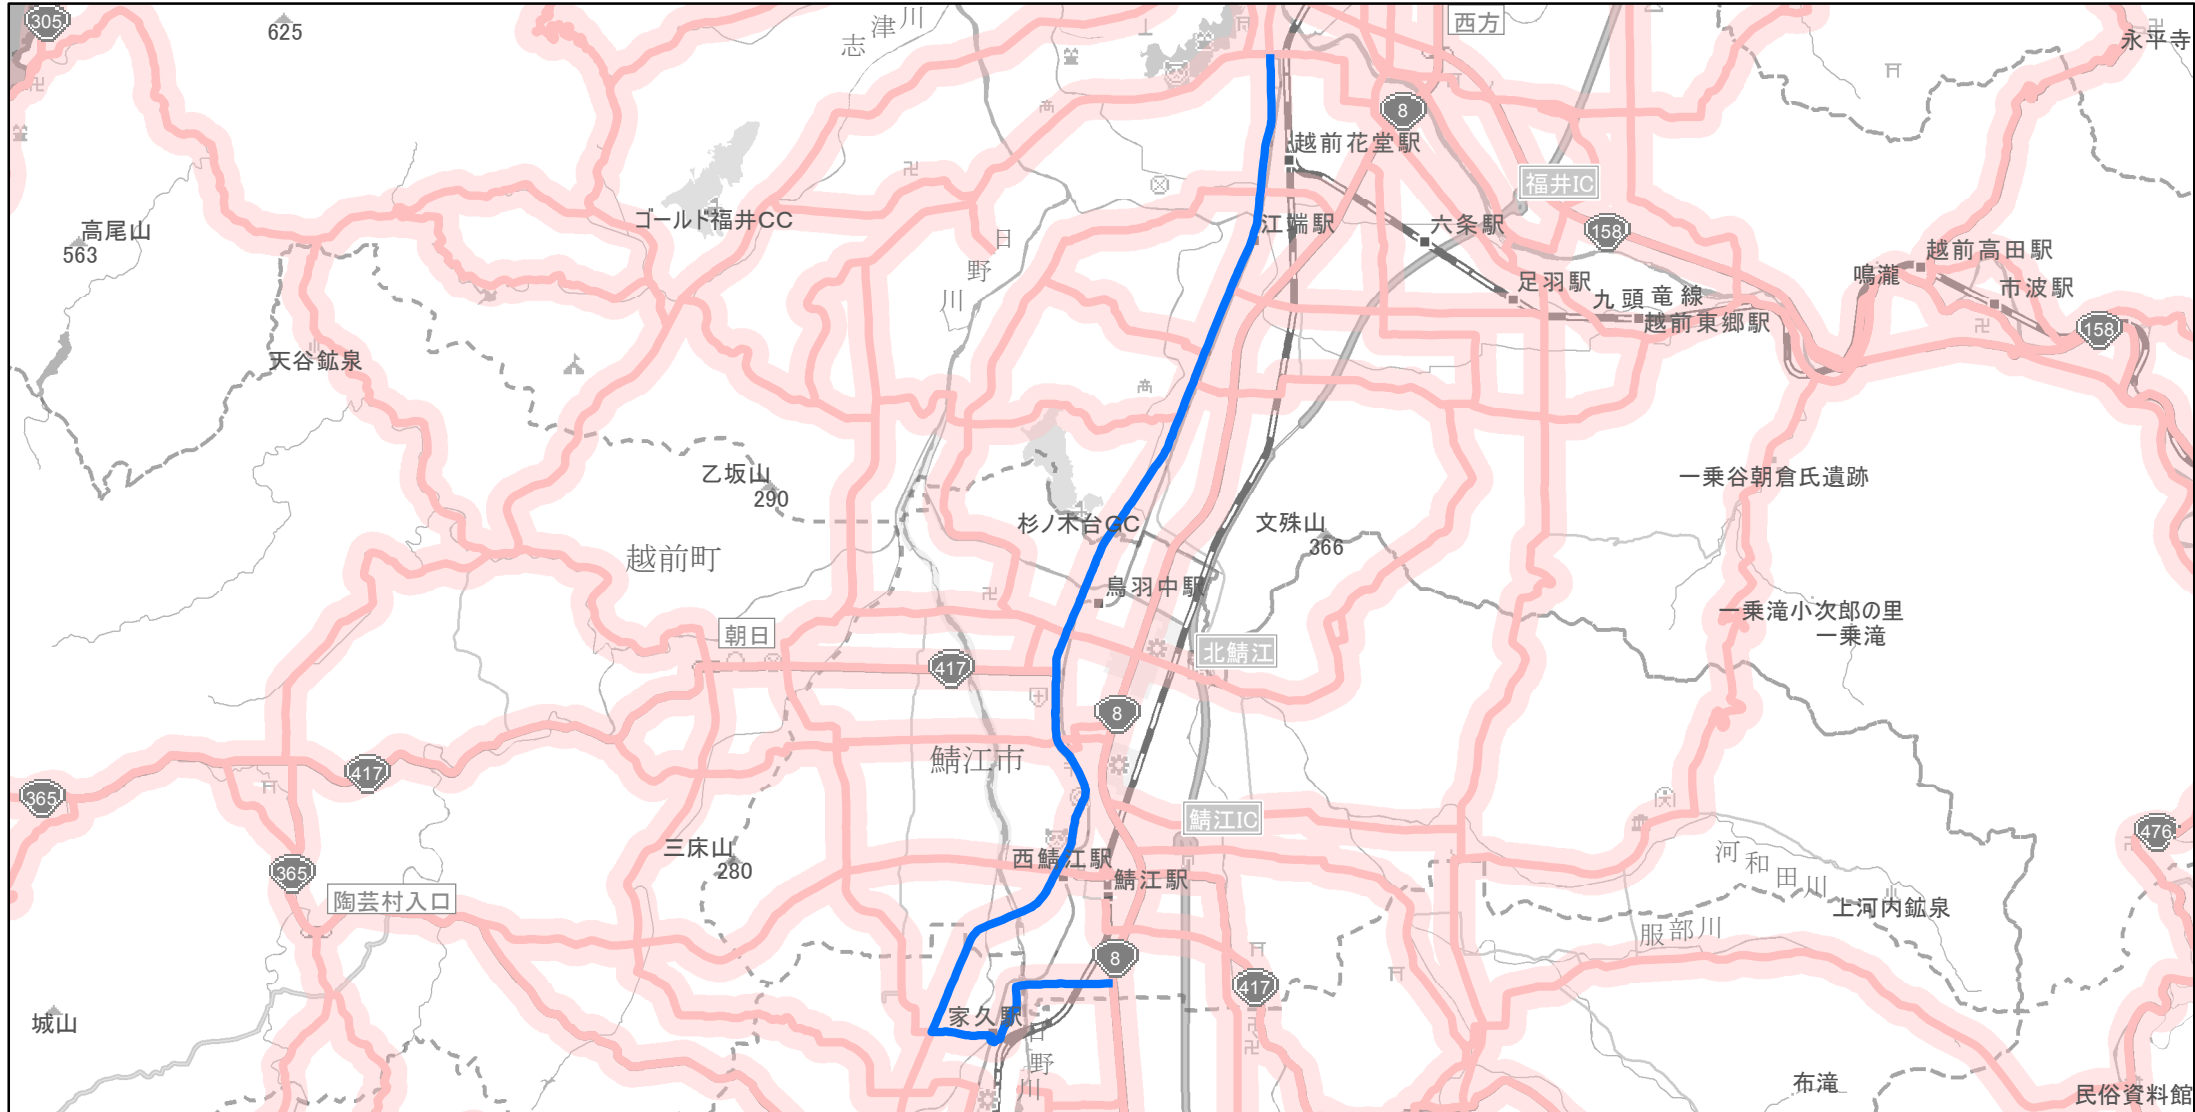 305
625
志津川
西方
永平寺
8
越前花堂駅
福井IC
高尾山
563
ゴールド福井CC
日野川
江端駅
六条駅
158
越前高田駅
鳴瀧
足羽駅
九頭竜線
市波駅
越前東郷駅
158
天谷鉱泉
乙坂山
290
一乗谷朝倉氏遺跡
杉ノ木台GC
文殊山
366
越前町
鳥羽中駅
一乗滝小次郎の里
一乗滝
朝日
北鯖江
417
8
鯖江市
417
365
鯖江IC
476
三床山
280
西鯖江駅
河和田川
365
鯖江駅
陶芸村入口
上河内鉱泉
服部川
8
417
城山
家久駅
日野川
布滝
民俗資料館